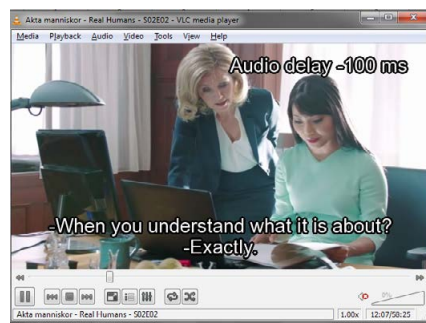 Akta manniskor - Real Humans - S02E02 - VLC media player
Media Playback Audio Video Tools View Help
Audio delay -100 ms
-When you understand what it is about?
-Exactly.
Akta manniskor - Real Humans - S02E02
1.00x
12:07/58:25